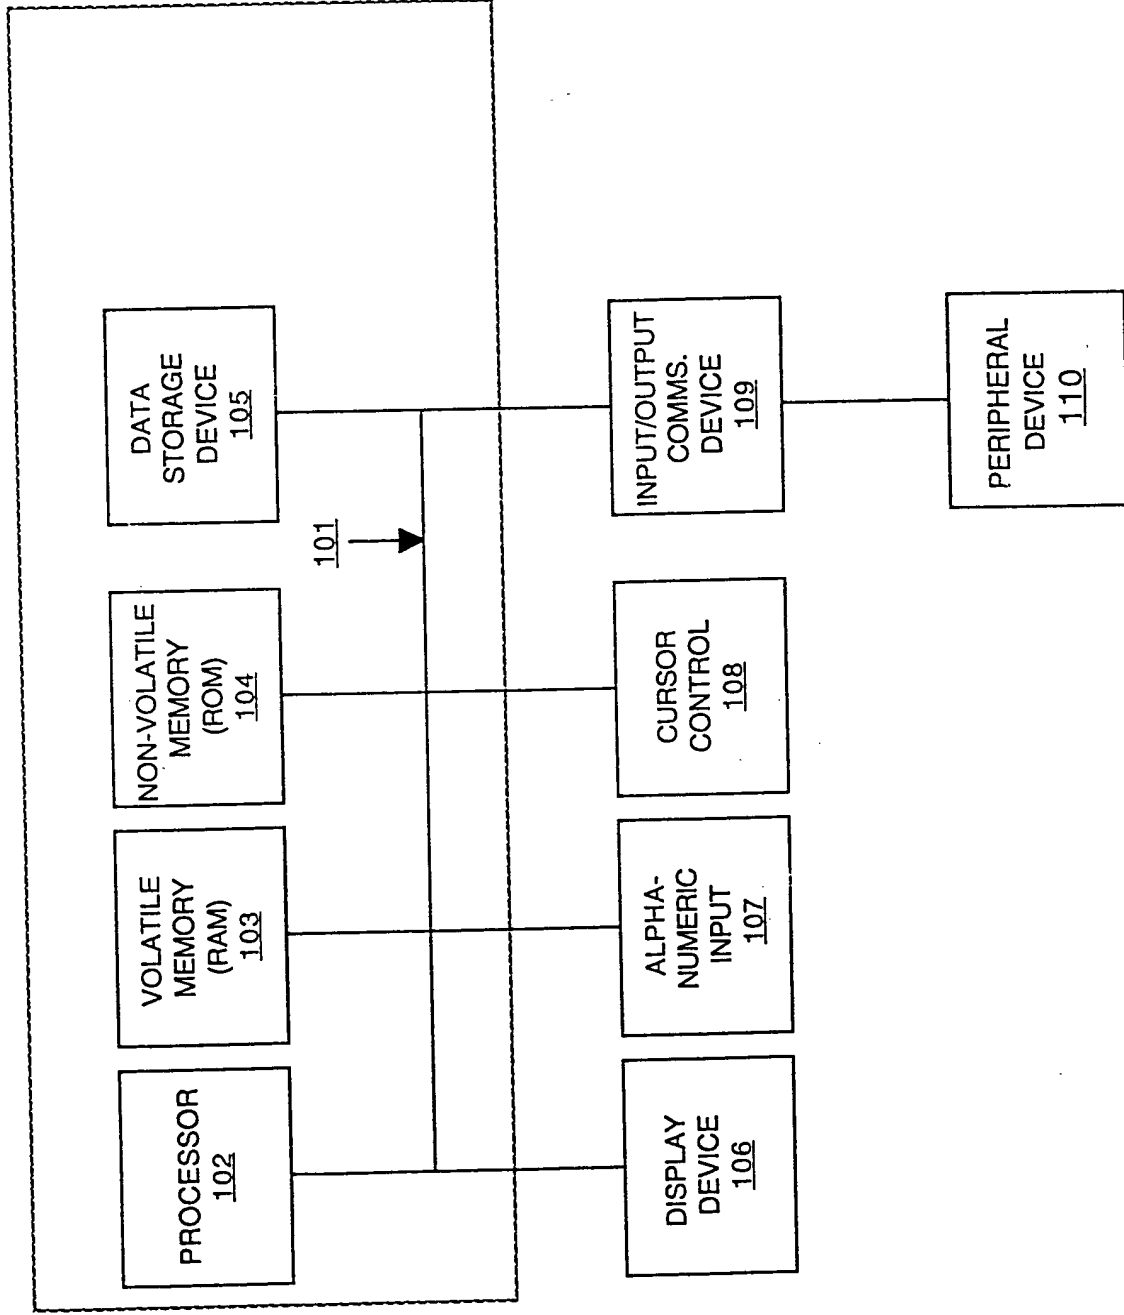 PROCESSOR
102
VOLATILE
MEMORY
(RAM)
103
NON-VOLATILE
MEMORY
(ROM)
104
DATA
STORAGE
DEVICE
105
101
DISPLAY
DEVICE
106
ALPHA-
NUMERIC
INPUT
107
CURSOR
CONTROL
108
INPUT/OUTPUT
COMMS.
DEVICE
109
PERIPHERAL
DEVICE
110